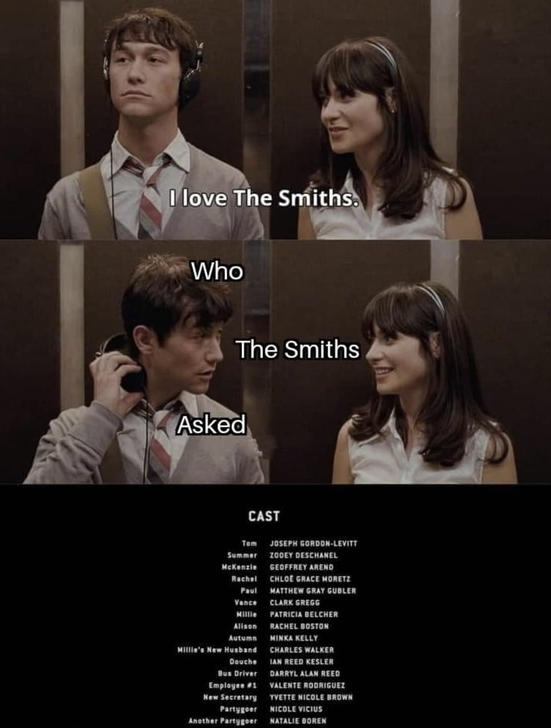 I love The Smiths.
Who
The Smiths
Asked
CAST
Tom JOSEPH GORDON-LEVITT
Summer ZOOEY DESCHANEL
McKenzie GEOFFREY AREND
Rachel CHLOË GRACE MORETZ
Paul MATTHEW GRAY GUBLER
Vance CLARK GREGG
Millie PATRICIA BELCHER
Alison RACHEL BOSTON
Autumn MINKA KELLY
Millie's New Husband CHARLES WALKER
Douche IAN REED KESLER
Bus Driver DARRYL ALAN REED
Employee #1 VALENTE RODRIGUEZ
New Secretary YVETTE NICOLE BROWN
Partygoer NICOLE VICIUS
Another Partygoer NATALIE BOREN